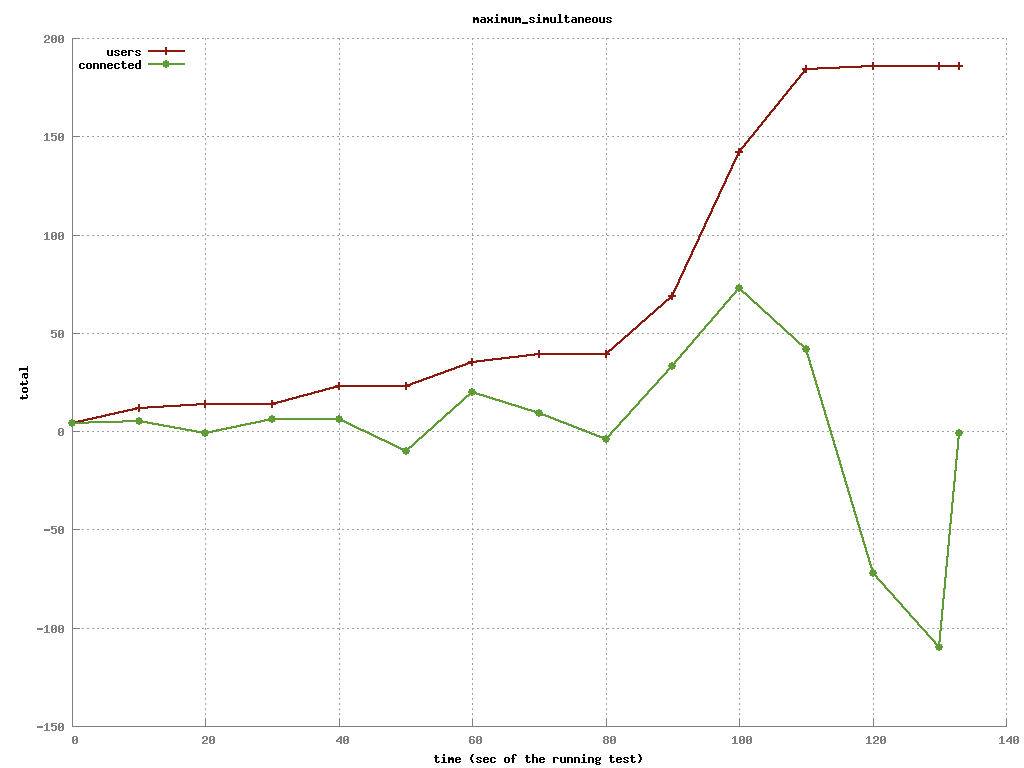 maximum_simultaneous
200
users
connected
150
100
50
total
0
-50
-100
-150
0 20 40 60 80 100 120 140
time (sec of the running test)